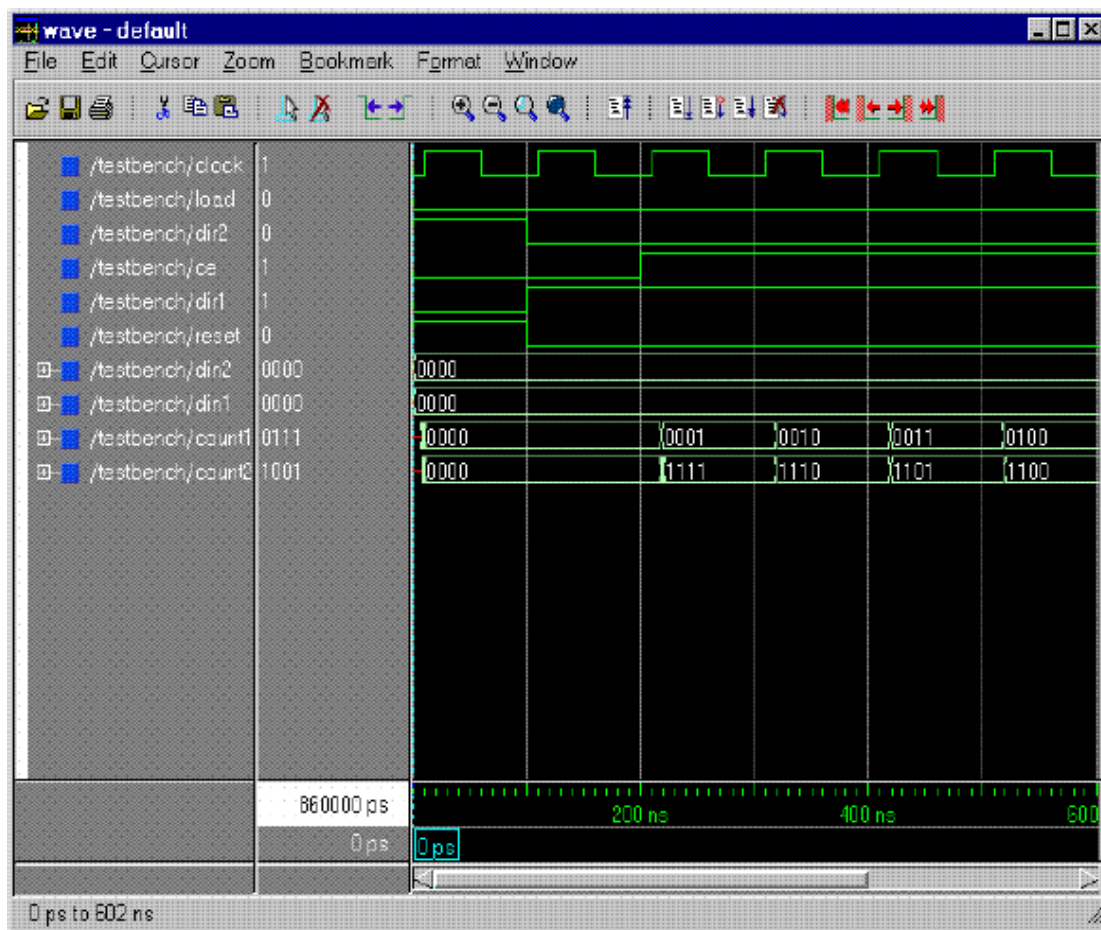 wave - default
File Edit Cursor Zoom Bookmark Format Window
/testbench/clock 1
/testbench/load 0
/testbench/dir2 0
/testbench/ce 1
/testbench/dir1 1
/testbench/reset 0
/testbench/din2 0000 0000
/testbench/din1 0000 0000
/testbench/count1 0111 0000 0001 0010 0011 0100
/testbench/count2 1001 0000 1111 1110 1101 1100
860000 ps 200 ns 400 ns 600
0 ps 0 ps
0 ps to 602 ns